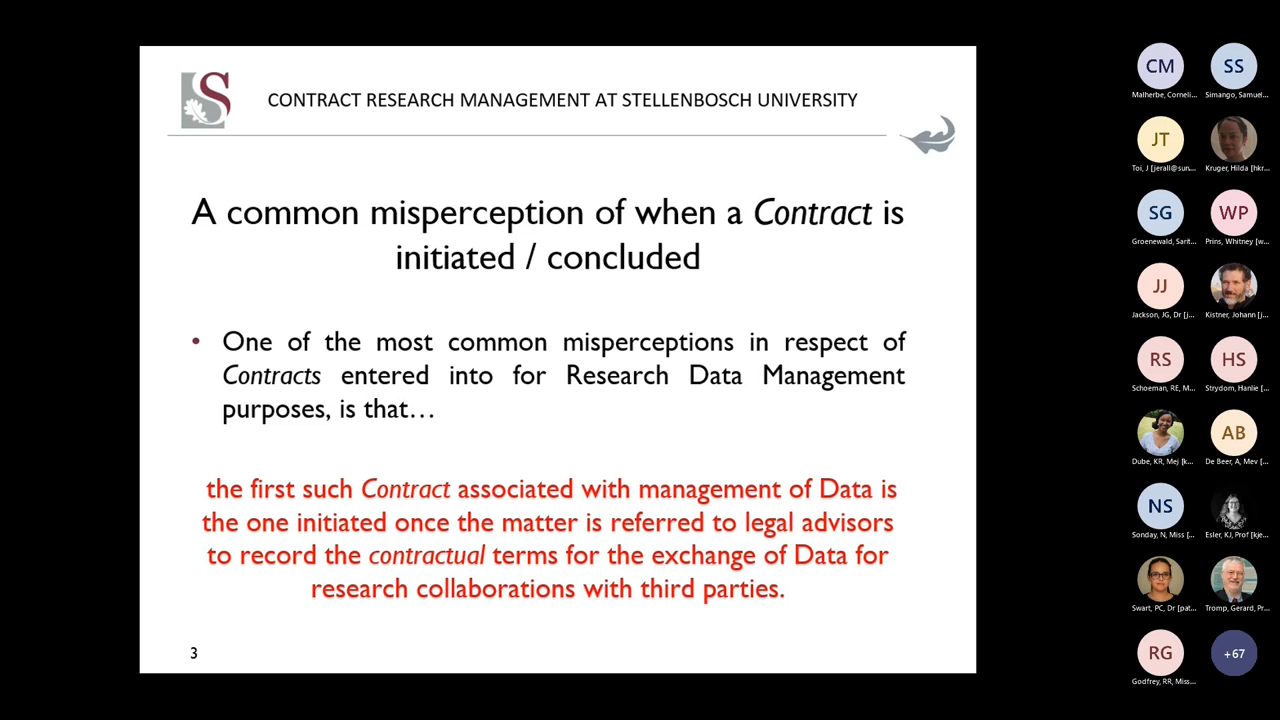 CONTRACT RESEARCH MANAGEMENT AT STELLENBOSCH UNIVERSITY
A common misperception of when a Contract is
initiated / concluded
• One of the most common misperceptions in respect of
Contracts entered into for Research Data Management
purposes, is that…
the first such Contract associated with management of Data is
the one initiated once the matter is referred to legal advisors
to record the contractual terms for the exchange of Data for
research collaborations with third parties.
3
CM
SS
Malherbe, Corneli...
Simango, Samuel...
JT
Toi, J [jerall@sun...
Kruger, Hilda [hkr...
SG
WP
Groenewald, Sarit...
Prins, Whitney [w...
JJ
Jackson, JG, Dr [j...
Kistner, Johann [j...
RS
HS
Schoeman, RE, M...
Strydom, Hanlie [...
AB
Dube, KR, Mej [k...
De Beer, A, Mev [...
NS
Sonday, N, Miss [...
Esler, KJ, Prof [kje...
Swart, PC, Dr [pat...
Tromp, Gerard, Pr...
RG
+67
Godfrey, RR, Miss...